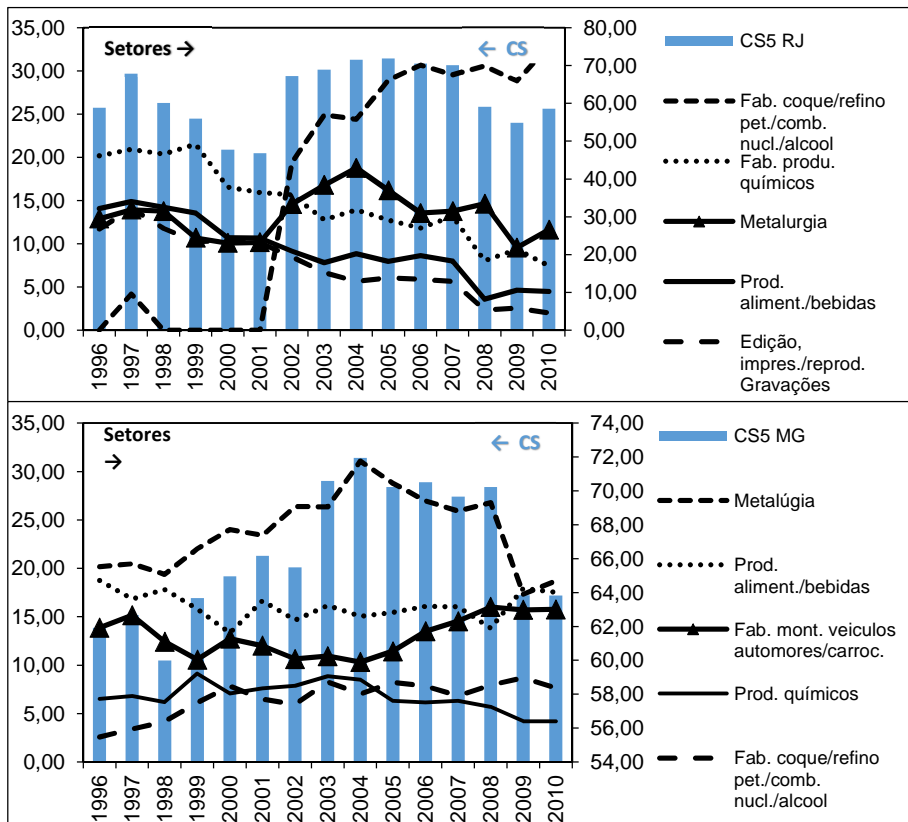 35,00
30,00
25,00
20,00
15,00
10,00
5,00
0,00
Setores →
← CS
80,00
70,00
60,00
50,00
40,00
30,00
20,00
10,00
0,00
1996
1997
1998
1999
2000
2001
2002
2003
2004
2005
2006
2007
2008
2009
2010
CS5 RJ
Fab. coque/refino
pet./comb.
nucl./alcool
Fab. produ.
químicos
Metalurgia
Prod.
aliment./bebidas
Edição,
impres./reprod.
Gravações
35,00
30,00
25,00
20,00
15,00
10,00
5,00
0,00
Setores
→
← CS
74,00
72,00
70,00
68,00
66,00
64,00
62,00
60,00
58,00
56,00
54,00
1996
1997
1998
1999
2000
2001
2002
2003
2004
2005
2006
2007
2008
2009
2010
CS5 MG
Metalúgia
Prod.
aliment./bebidas
Fab. mont. veiculos
automores/carroc.
Prod. químicos
Fab. coque/refino
pet./comb.
nucl./alcool